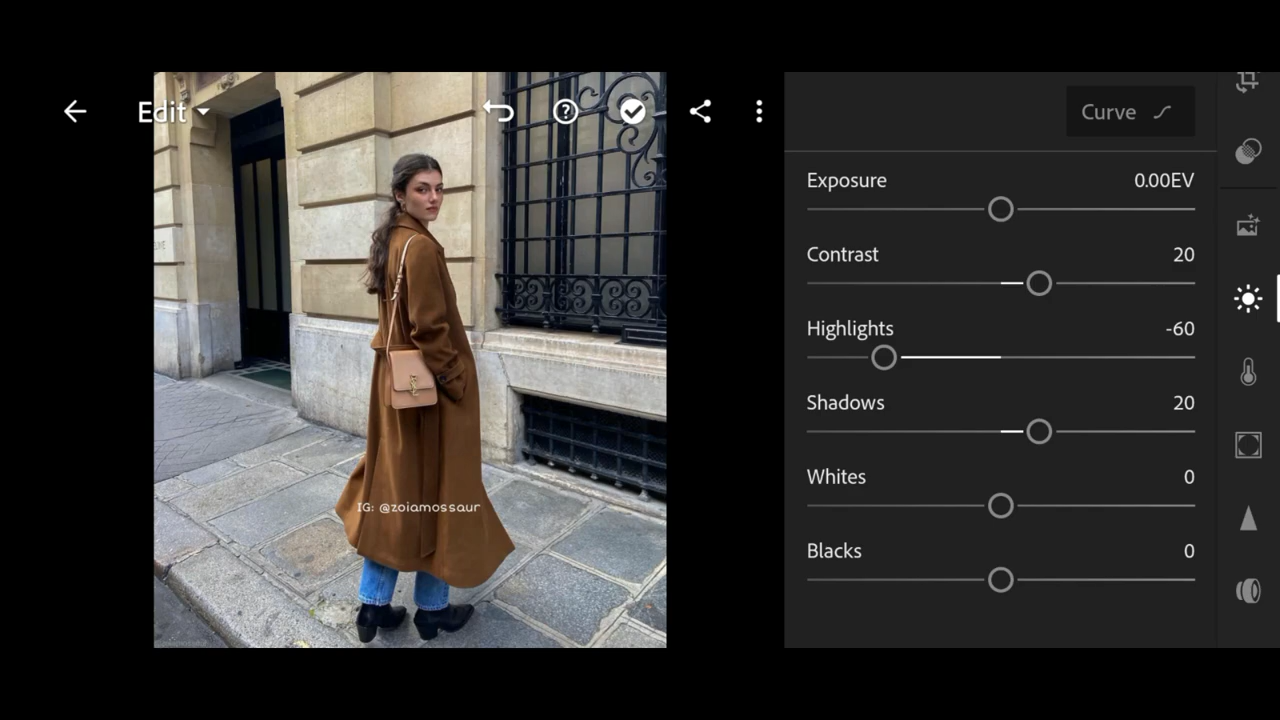 Edit
Curve
Exposure 0.00EV
Contrast 20
Highlights -60
Shadows 20
Whites 0
Blacks 0
IG: @zoiamossaur